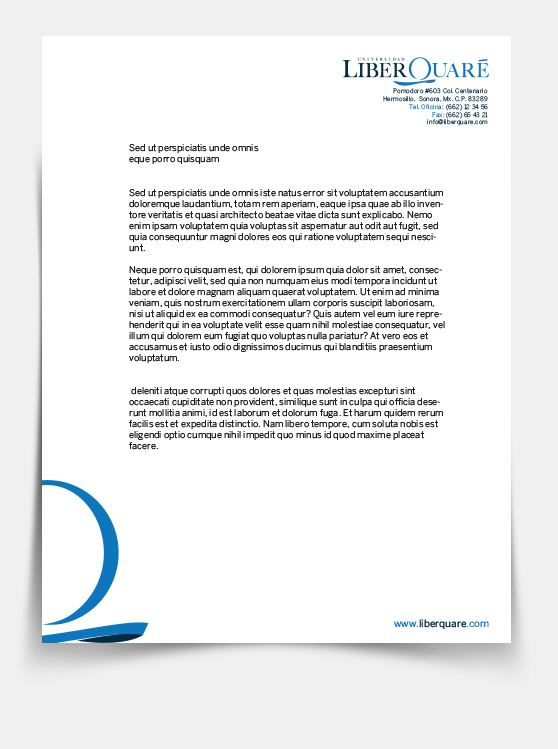 UNIVERSIDAD
LIBERQUARÉ
Pomodoro #603 Col. Centenario
Hermosillo, Sonora, Mx. C.P. 83289
Tel. Oficina: (662) 12 34 56
Fax: (662) 65 43 21
info@liberquare.com
Sed ut perspiciatis unde omnis
eque porro quisquam
Sed ut perspiciatis unde omnis iste natus error sit voluptatem accusantium
doloremque laudantium, totam rem aperiam, eaque ipsa quae ab illo inven-
tore veritatis et quasi architecto beatae vitae dicta sunt explicabo. Nemo
enim ipsam voluptatem quia voluptas sit aspernatur aut odit aut fugit, sed
quia consequuntur magni dolores eos qui ratione voluptatem sequi nesci-
unt.
Neque porro quisquam est, qui dolorem ipsum quia dolor sit amet, consec-
tetur, adipisci velit, sed quia non numquam eius modi tempora incidunt ut
labore et dolore magnam aliquam quaerat voluptatem. Ut enim ad minima
veniam, quis nostrum exercitationem ullam corporis suscipit laboriosam,
nisi ut aliquid ex ea commodi consequatur? Quis autem vel eum iure repre-
henderit qui in ea voluptate velit esse quam nihil molestiae consequatur, vel
illum qui dolorem eum fugiat quo voluptas nulla pariatur? At vero eos et
accusamus et iusto odio dignissimos ducimus qui blanditiis praesentium
voluptatum.
deleniti atque corrupti quos dolores et quas molestias excepturi sint
occaecati cupiditate non provident, similique sunt in culpa qui officia dese-
runt mollitia animi, id est laborum et dolorum fuga. Et harum quidem rerum
facilis est et expedita distinctio. Nam libero tempore, cum soluta nobis est
eligendi optio cumque nihil impedit quo minus id quod maxime placeat
facere.
www.liberquare.com